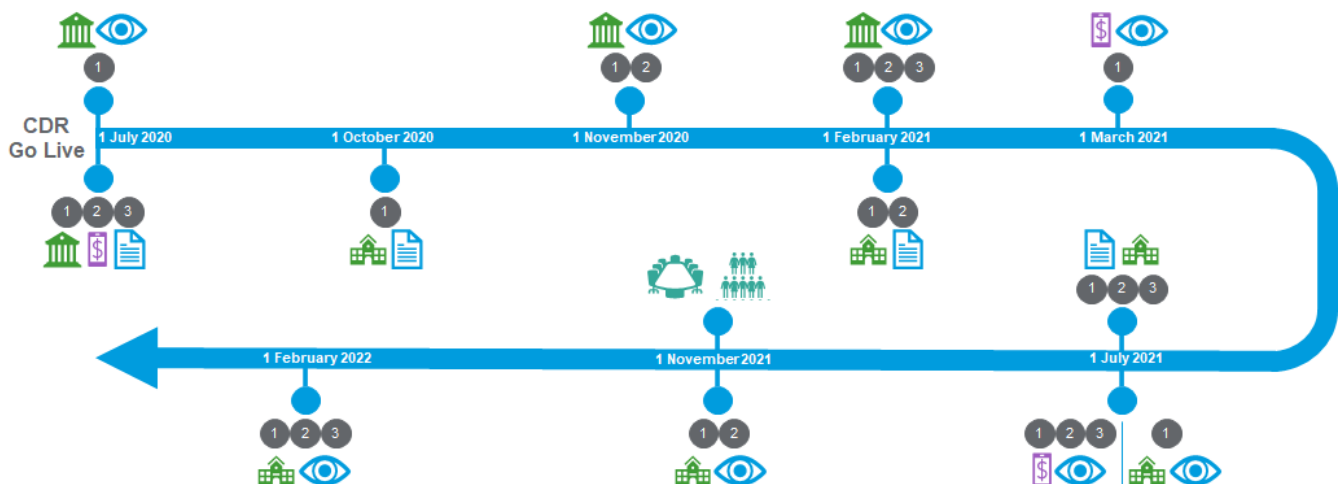 1
1 2
1 2 3
1
CDR
Go Live
1 July 2020
1 October 2020
1 November 2020
1 February 2021
1 March 2021
1 2 3
$
1
1 2
$
1 2 3
1 February 2022
1 November 2021
1 July 2021
1 2 3
1 2
1 2 3
1
$